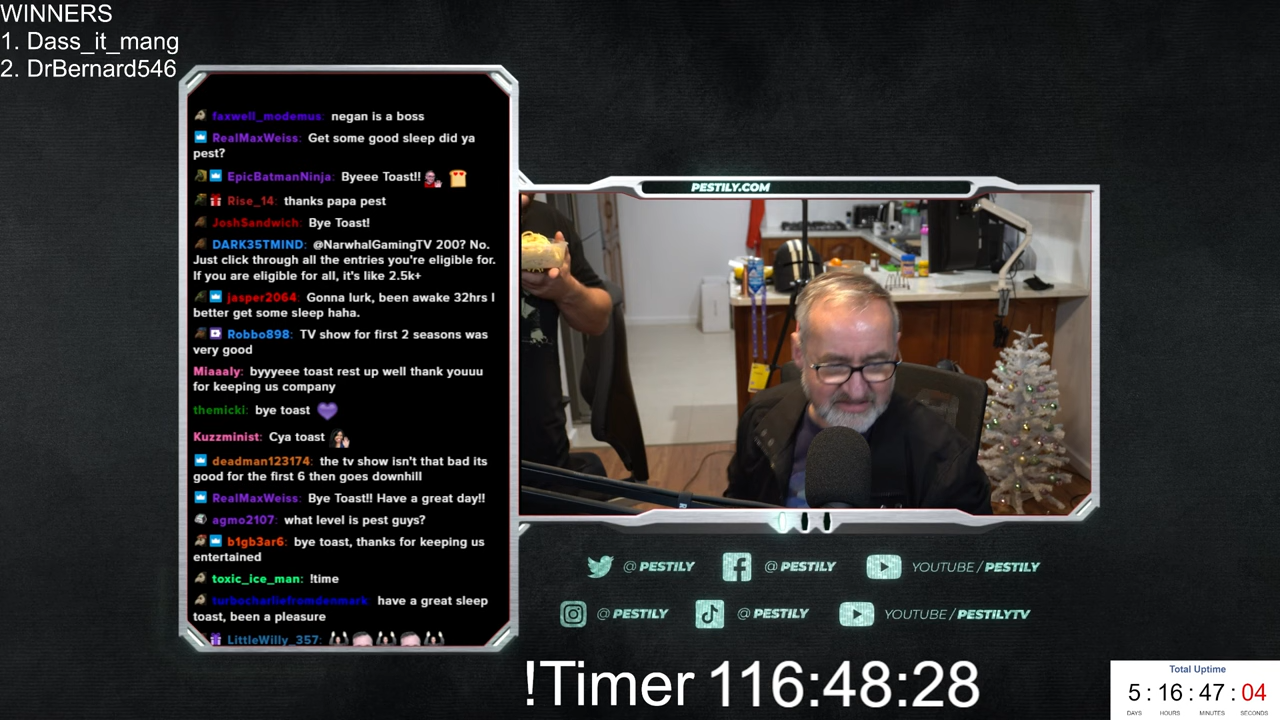 WINNERS
1. Dass_it_mang
2. DrBernard546
faxwell_modemus: negan is a boss
RealMaxWeiss: Get some good sleep did ya
pest?
EpicBatmanNinja: Byeee Toast!!
Rise_14: thanks papa pest
JoshSandwich: Bye Toast!
DARK35TMIND: @NarwhalGamingTV 200? No.
Just click through all the entries you're eligible for.
If you are eligible for all, it's like 2.5k+
jasper2064: Gonna lurk, been awake 32hrs I
better get some sleep haha.
Robbo898: TV show for first 2 seasons was
very good
Miaaaly: byyyeee toast rest up well thank youuu
for keeping us company
themicki: bye toast
Kuzzminist: Cya toast
deadman123174: the tv show isn't that bad its
good for the first 6 then goes downhill
RealMaxWeiss: Bye Toast!! Have a great day!!
agmo2107: what level is pest guys?
b1gb3ar6: bye toast, thanks for keeping us
entertained
toxic_ice_man: !time
turbocharliefromdenmark: have a great sleep
toast, been a pleasure
LittleWilly_357:
PESTILY.COM
@PESTILY
@PESTILY
YOUTUBE/PESTILY
@PESTILY
@PESTILY
YOUTUBE/PESTILYTV
!Timer 116:48:28
Total Uptime
5:16:47:04
DAYS HOURS MINUTES SECONDS